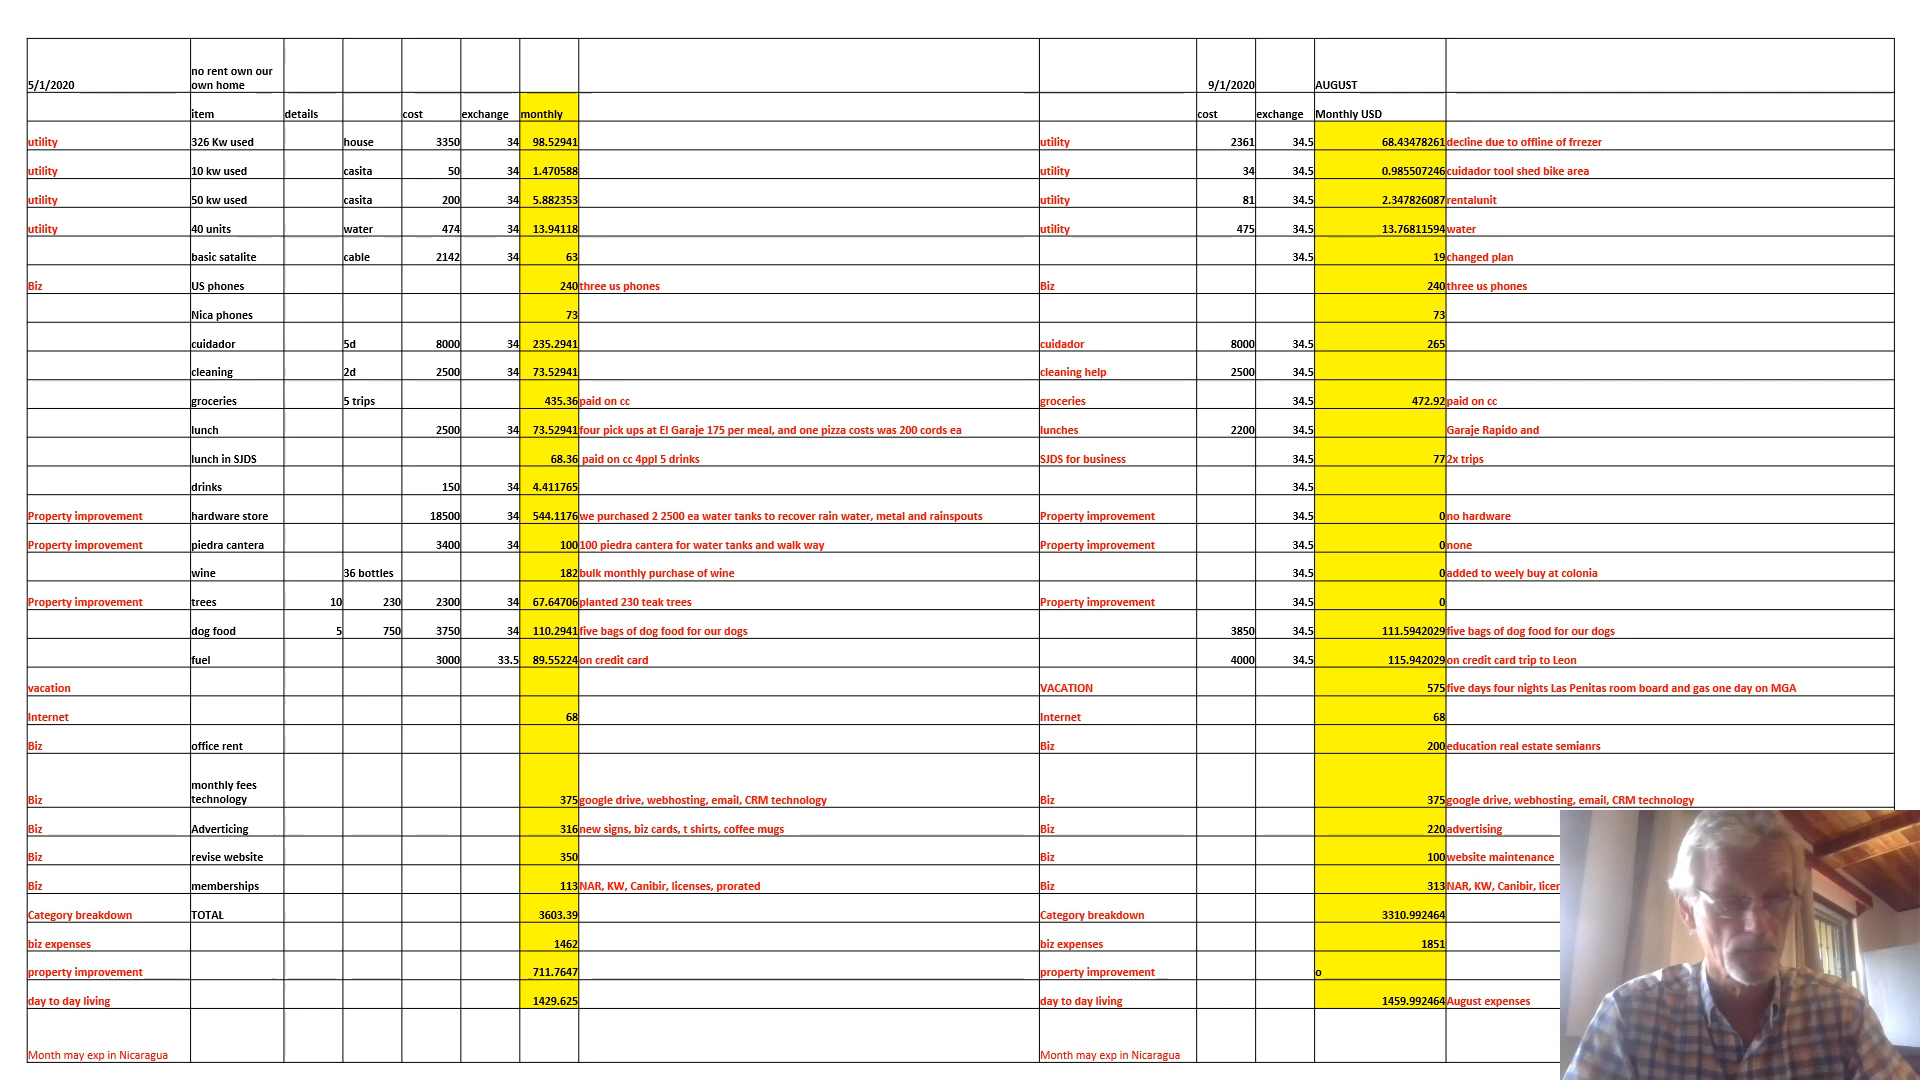 no rent own our
5/1/2020 own home 9/1/2020 AUGUST
item details cost exchange monthly cost exchange Monthly USD
utility 326 Kw used house 3350 34 98.52941 utility 2361 34.5 68.43478261 decline due to offline of frrezer
utility 10 kw used casita 50 34 1.470588 utility 34 34.5 0.985507246 cuidador tool shed bike area
utility 50 kw used casita 200 34 5.882353 utility 81 34.5 2.347826087 rentalunit
utility 40 units water 474 34 13.94118 utility 475 34.5 13.76811594 water
basic satalite cable 2142 34 63 34.5 19 changed plan
Biz US phones 240 three us phones Biz 240 three us phones
Nica phones 73 73
cuidador 5d 8000 34 235.2941 cuidador 8000 34.5 265
cleaning 2d 2500 34 73.52941 cleaning help 2500 34.5
groceries 5 trips 435.36 paid on cc groceries 34.5 472.92 paid on cc
lunch 2500 34 73.52941 four pick ups at El Garaje 175 per meal, and one pizza costs was 200 cords ea lunches 2200 34.5 Garaje Rapido and
lunch in SJDS 68.36 paid on cc 4ppl 5 drinks SJDS for business 34.5 77 2x trips
drinks 150 34 4.411765 34.5
Property improvement hardware store 18500 34 544.1176 we purchased 2 2500 ea water tanks to recover rain water, metal and rainspouts Property improvement 34.5 0 no hardware
Property improvement piedra cantera 3400 34 100 100 piedra cantera for water tanks and walk way Property improvement 34.5 0 none
wine 36 bottles 182 bulk monthly purchase of wine 34.5 0 added to weely buy at colonia
Property improvement trees 10 230 2300 34 67.64706 planted 230 teak trees Property improvement 34.5 0
dog food 5 750 3750 34 110.2941 five bags of dog food for our dogs 3850 34.5 111.5942029 five bags of dog food for our dogs
fuel 3000 33.5 89.55224 on credit card 4000 34.5 115.942029 on credit card trip to Leon
vacation VACATION 575 five days four nights Las Penitas room board and gas one day on MGA
Internet 68 Internet 68
Biz office rent Biz 200 education real estate semianrs
monthly fees
Biz technology 375 google drive, webhosting, email, CRM technology Biz 375 google drive, webhosting, email, CRM technology
Biz Adverticing 316 new signs, biz cards, t shirts, coffee mugs Biz 220 advertising
Biz revise website 350 Biz 100 website maintenance
Biz memberships 113 NAR, KW, Canibir, licenses, prorated Biz 313 NAR, KW, Canibir, licer
Category breakdown TOTAL 3603.39 Category breakdown 3310.992464
biz expenses 1462 biz expenses 1851
property improvement 711.7647 property improvement o
day to day living 1429.625 day to day living 1459.992464 August expenses
Month may exp in Nicaragua Month may exp in Nicaragua